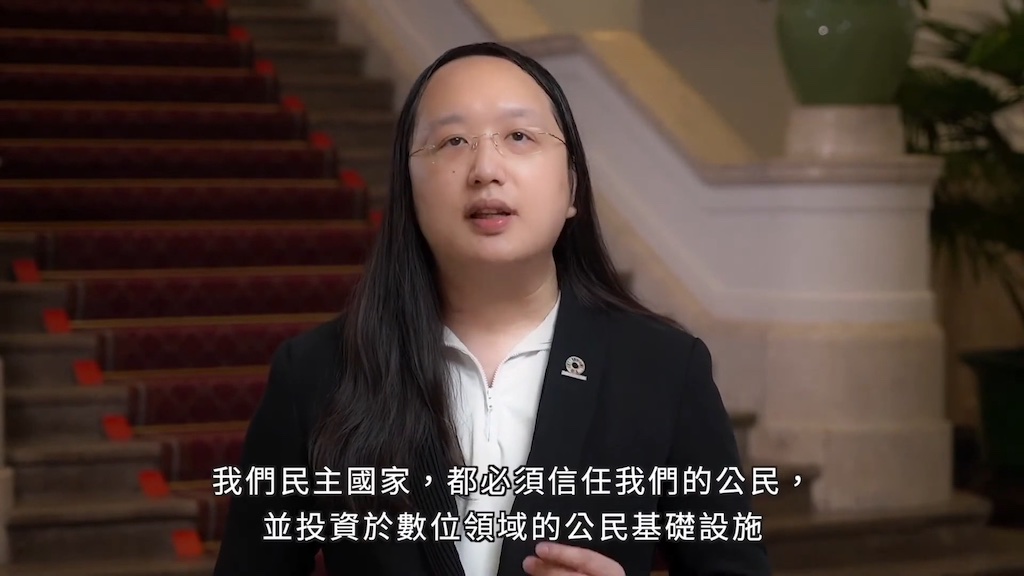 我們民主國家，都必須信任我們的公民，
並投資於數位領域的公民基礎設施